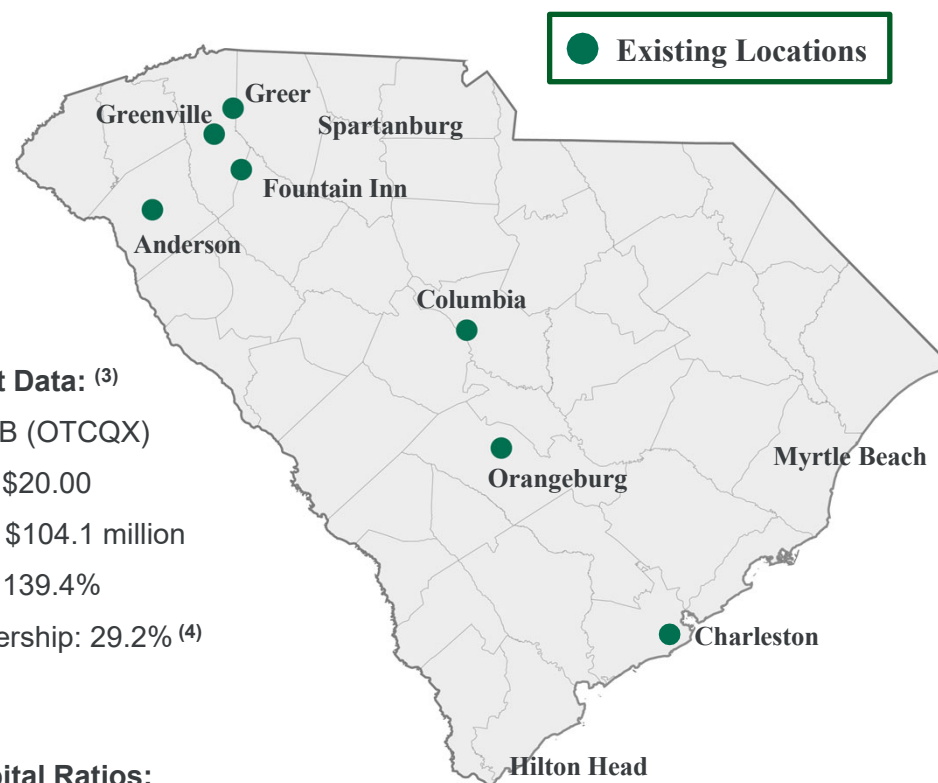 Existing Locations
Greer
Greenville
Spartanburg
Fountain Inn
Anderson
Columbia
t Data: (3)
B (OTCQX)
$20.00
Myrtle Beach
Orangeburg
$104.1 million
139.4%
ership: 29.2% (4)
Charleston
Hilton Head
ital Ratios: